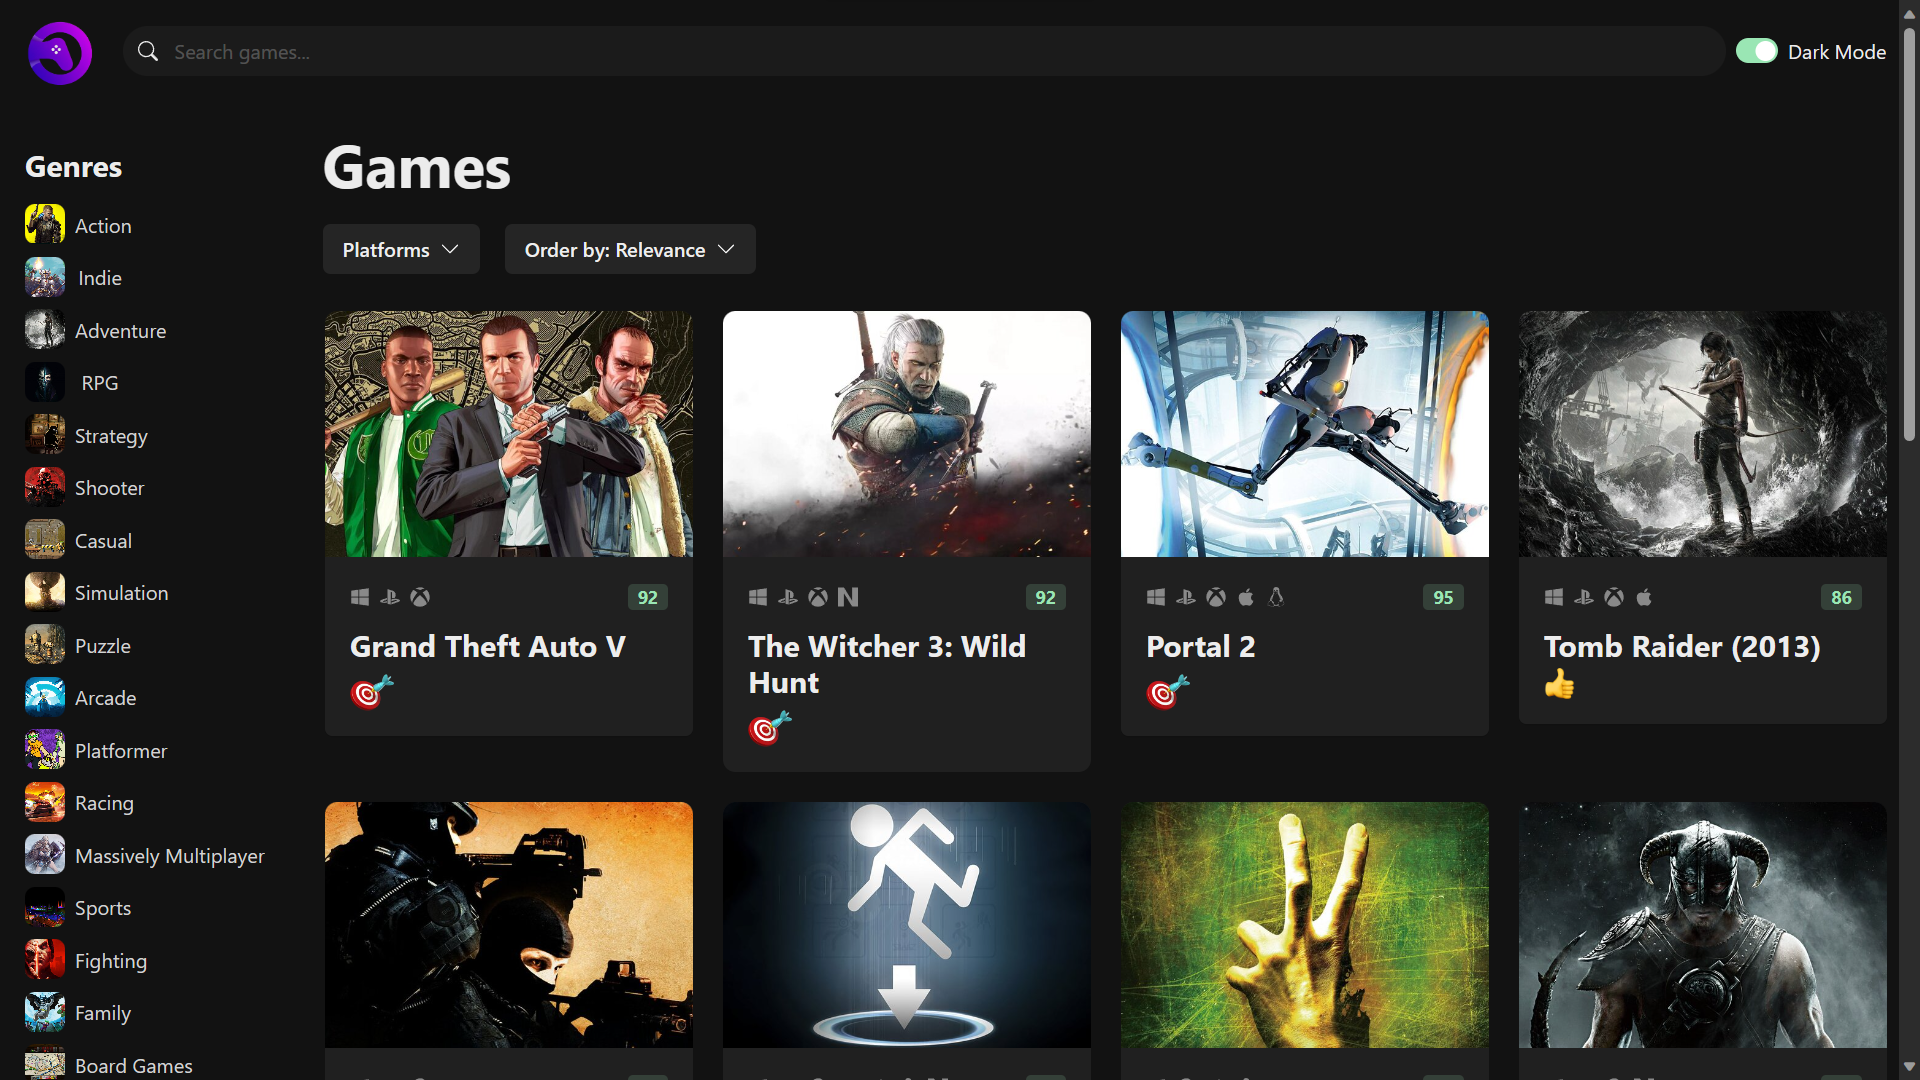 Search games...
Dark Mode
Genres
Action
Indie
Adventure
RPG
Strategy
Shooter
Casual
Simulation
Puzzle
Arcade
Platformer
Racing
Massively Multiplayer
Sports
Fighting
Family
Board Games
Games
Platforms
Order by: Relevance
92
Grand Theft Auto V
92
The Witcher 3: Wild
Hunt
95
Portal 2
86
Tomb Raider (2013)